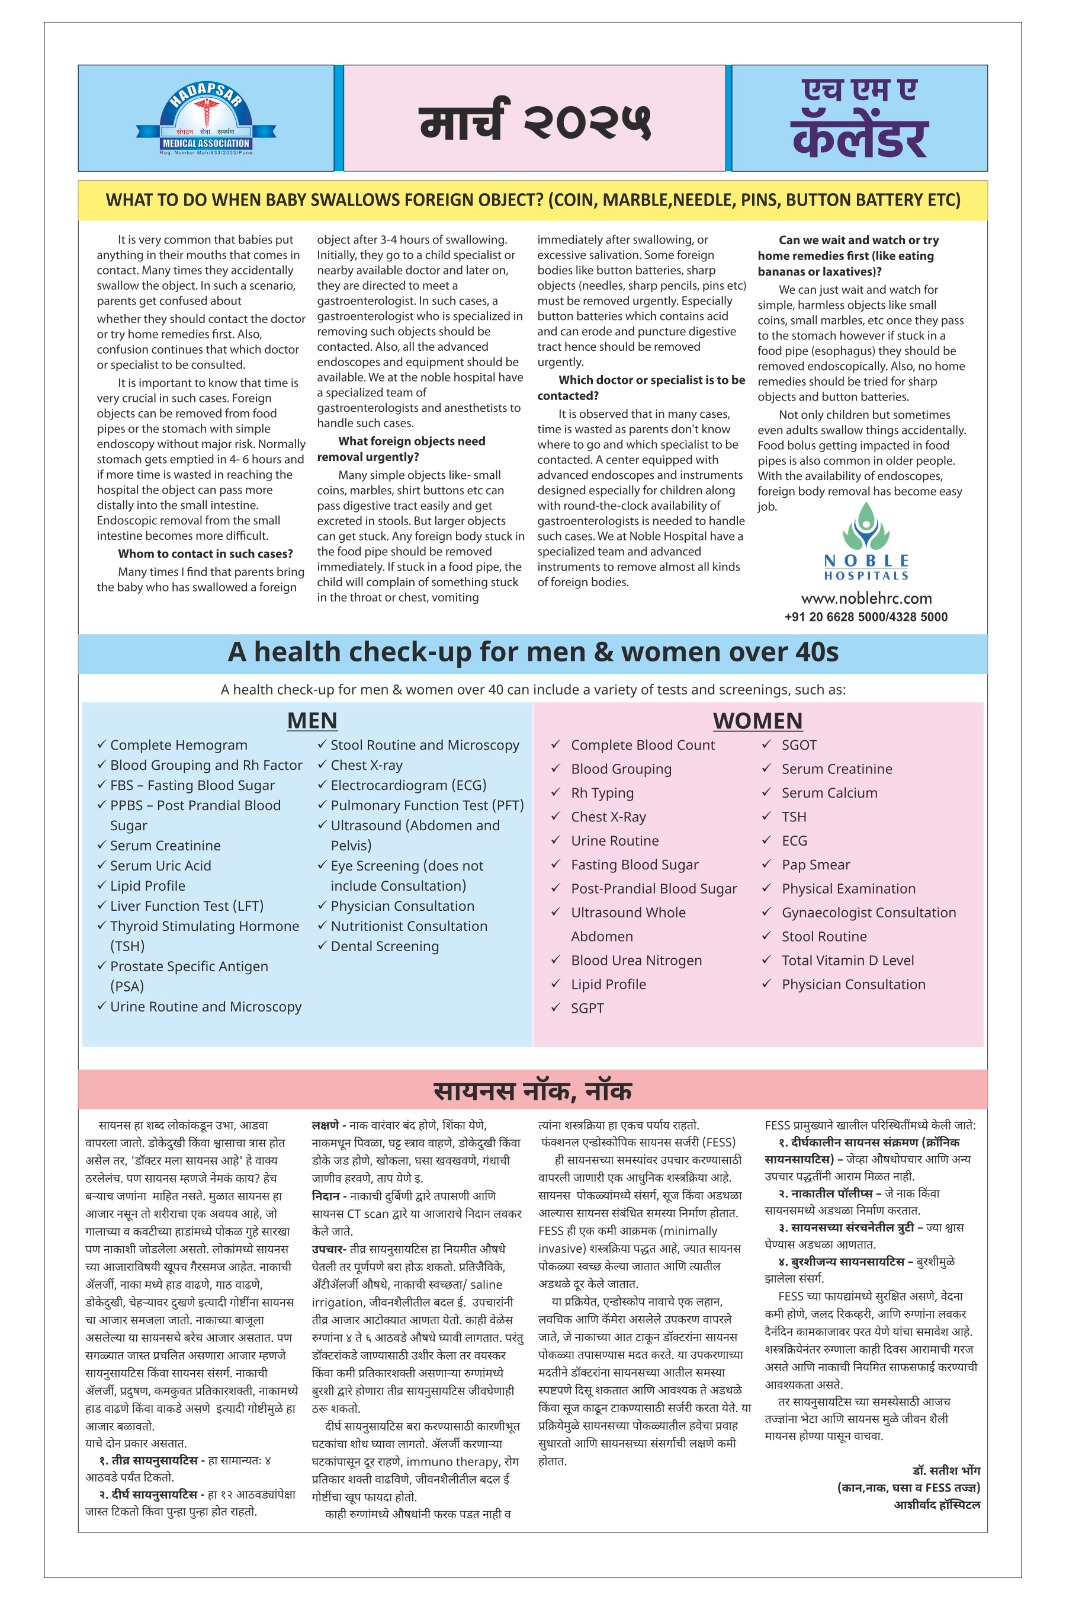 HADAPSAR
संघटन सेवा समर्पण
MEDICAL ASSOCIATION
मार्च २०२५
एच एम ए
कॅलेंडर
WHAT TO DO WHEN BABY SWALLOWS FOREIGN OBJECT? (COIN, MARBLE,NEEDLE, PINS, BUTTON BATTERY ETC)
It is very common that babies put
anything in their mouths that comes in
contact. Many times they accidentally
swallow the object. In such a scenario,
parents get confused about
whether they should contact the doctor
or try home remedies first. Also,
confusion continues that which doctor
or specialist to be consulted.
It is important to know that time is
very crucial in such cases. Foreign
objects can be removed from food
pipes or the stomach with simple
endoscopy without major risk. Normally
stomach gets emptied in 4- 6 hours and
if more time is wasted in reaching the
hospital the object can pass more
distally into the small intestine.
Endoscopic removal from the small
intestine becomes more difficult.
Whom to contact in such cases?
Many times I find that parents bring
the baby who has swallowed a foreign
object after 3-4 hours of swallowing.
Initially, they go to a child specialist or
nearby available doctor and later on,
they are directed to meet a
gastroenterologist. In such cases, a
gastroenterologist who is specialized in
removing such objects should be
contacted. Also, all the advanced
endoscopes and equipment should be
available. We at the noble hospital have
a specialized team of
gastroenterologists and anesthetists to
handle such cases.
What foreign objects need
removal urgently?
Many simple objects like- small
coins, marbles, shirt buttons etc can
pass digestive tract easily and get
excreted in stools. But larger objects
can get stuck. Any foreign body stuck in
the food pipe should be removed
immediately. If stuck in a food pipe, the
child will complain of something stuck
in the throat or chest, vomiting
immediately after swallowing, or
excessive salivation. Some foreign
bodies like button batteries, sharp
objects (needles, sharp pencils, pins etc)
must be removed urgently. Especially
button batteries which contains acid
and can erode and puncture digestive
tract hence should be removed
urgently.
Which doctor or specialist is to be
contacted?
It is observed that in many cases,
time is wasted as parents don't know
where to go and which specialist to be
contacted. A center equipped with
advanced endoscopes and instruments
designed especially for children along
with round-the-clock availability of
gastroenterologists is needed to handle
such cases. We at Noble Hospital have a
specialized team and advanced
instruments to remove almost all kinds
of foreign bodies.
Can we wait and watch or try
home remedies first (like eating
bananas or laxatives)?
We can just wait and watch for
simple, harmless objects like small
coins, small marbles, etc once they pass
to the stomach however if stuck in a
food pipe (esophagus) they should be
removed endoscopically. Also, no home
remedies should be tried for sharp
objects and button batteries.
Not only children but sometimes
even adults swallow things accidentally.
Food bolus getting impacted in food
pipes is also common in older people.
With the availability of endoscopes,
foreign body removal has become easy
job.
NOBLE
HOSPITALS
www.noblehrc.com
+91 20 6628 5000/4328 5000
A health check-up for men & women over 40s
A health check-up for men & women over 40 can include a variety of tests and screenings, such as:
MEN
✓ Complete Hemogram
✓ Blood Grouping and Rh Factor
✓ FBS – Fasting Blood Sugar
✓ PPBS – Post Prandial Blood
Sugar
✓ Serum Creatinine
✓ Serum Uric Acid
✓ Lipid Profile
✓ Liver Function Test (LFT)
✓ Thyroid Stimulating Hormone
(TSH)
✓ Prostate Specific Antigen
(PSA)
✓ Urine Routine and Microscopy
✓ Stool Routine and Microscopy
✓ Chest X-ray
✓ Electrocardiogram (ECG)
✓ Pulmonary Function Test (PFT)
✓ Ultrasound (Abdomen and
Pelvis)
✓ Eye Screening (does not
include Consultation)
✓ Physician Consultation
✓ Nutritionist Consultation
✓ Dental Screening
WOMEN
✓ Complete Blood Count
✓ Blood Grouping
✓ Rh Typing
✓ Chest X-Ray
✓ Urine Routine
✓ Fasting Blood Sugar
✓ Post-Prandial Blood Sugar
✓ Ultrasound Whole
Abdomen
✓ Blood Urea Nitrogen
✓ Lipid Profile
✓ SGPT
✓ SGOT
✓ Serum Creatinine
✓ Serum Calcium
✓ TSH
✓ ECG
✓ Pap Smear
✓ Physical Examination
✓ Gynaecologist Consultation
✓ Stool Routine
✓ Total Vitamin D Level
✓ Physician Consultation
सायनस नॉक, नॉक
सायनस हा शब्द लोकांकडून उभा, आडवा
वापरला जातो. डोकेदुखी किंवा श्वासाचा त्रास होत
असेल तर, 'डॉक्टर मला सायनस आहे' हे वाक्य
ठरलेलंच. पण सायनस म्हणजे नेमकं काय? हेच
बऱ्याच जणांना माहित नसते. मुळात सायनस हा
आजार नसून तो शरीराचा एक अवयव आहे, जो
गालाच्या व कवटीच्या हाडांमध्ये पोकळ गुहे सारखा
पण नाकाशी जोडलेला असतो. लोकांमध्ये सायनस
च्या आजाराविषयी खूपच गैरसमज आहेत. नाकाची
ॲलर्जी, नाका मध्ये हाड वाढणे, गाठ वाढणे,
डोकेदुखी, चेहऱ्यावर दुखणे इत्यादी गोष्टींना सायनस
चा आजार समजला जातो. नाकाच्या बाजूला
असलेल्या या सायनसचे बरेच आजार असतात. पण
सगळ्यात जास्त प्रचलित असणारा आजार म्हणजे
सायनुसायटिस किंवा सायनस संसर्ग. नाकाची
ॲलर्जी, प्रदुषण, कमकुवत प्रतिकारशक्ती, नाकामध्ये
हाड वाढणे किंवा वाकडे असणे इत्यादी गोष्टीमुळे हा
आजार बळावतो.
याचे दोन प्रकार असतात.
१. तीव्र सायनुसायटिस - हा सामान्यतः ४
आठवडे पर्यंत टिकतो.
२. दीर्घ सायनुसायटिस - हा १२ आठवड्यांपेक्षा
जास्त टिकतो किंवा पुन्हा पुन्हा होत राहतो.
लक्षणे - नाक वारंवार बंद होणे, शिंका येणे,
नाकमधून पिवळा, घट्ट स्त्राव वाहणे, डोकेदुखी किंवा
डोके जड होणे, खोकला, घसा खवखवणे, गंधाची
जाणीव हरवणे, ताप येणे इ.
निदान - नाकाची दुर्बिणी द्वारे तपासणी आणि
सायनस CT scan द्वारे या आजाराचे निदान लवकर
केले जाते.
उपचार- तीव्र सायनुसायटिस हा नियमीत औषधे
घेतली तर पूर्णपणे बरा होऊ शकतो. प्रतिजैविके,
अँटीॲलर्जी औषधे, नाकाची स्वच्छता/ saline
irrigation, जीवनशैलीतील बदल ई. उपचारांनी
तीव्र आजार आटोक्यात आणता येतो. काही वेळेस
रुग्णांना ४ ते ६ आठवडे औषधे घ्यावी लागतात. परंतु
डॉक्टरांकडे जाण्यासाठी उशीर केला तर वयस्कर
किंवा कमी प्रतिकारशक्ती असणाऱ्या रुग्णांमध्ये
बुरशी द्वारे होणारा तीव्र सायनुसायटिस जीवघेणाही
ठरू शकतो.
दीर्घ सायनुसायटिस बरा करण्यासाठी कारणीभूत
घटकांचा शोध घ्यावा लागतो. ॲलर्जी करणाऱ्या
घटकांपासून दूर राहणे, immuno therapy, रोग
प्रतिकार शक्ती वाढविणे, जीवनशैलीतील बदल ई
गोष्टींचा खूप फायदा होतो.
काही रुग्णांमध्ये औषधांनी फरक पडत नाही व
त्यांना शस्त्रक्रिया हा एकच पर्याय राहतो.
फंक्शनल एन्डोस्कोपिक सायनस सर्जरी (FESS)
ही सायनसच्या समस्यांवर उपचार करण्यासाठी
वापरली जाणारी एक आधुनिक शस्त्रक्रिया आहे.
सायनस पोकळ्यांमध्ये संसर्ग, सूज किंवा अडथळा
आल्यास सायनस संबंधित समस्या निर्माण होतात.
FESS ही एक कमी आक्रमक (minimally
invasive) शस्त्रक्रिया पद्धत आहे, ज्यात सायनस
पोकळ्या स्वच्छ केल्या जातात आणि त्यातील
अडथळे दूर केले जातात.
या प्रक्रियेत, एन्डोस्कोप नावाचे एक लहान,
लवचिक आणि कॅमेरा असलेले उपकरण वापरले
जाते, जे नाकाच्या आत टाकून डॉक्टरांना सायनस
पोकळ्या तपासण्यास मदत करते. या उपकरणाच्या
मदतीने डॉक्टरांना सायनसच्या आतील समस्या
स्पष्टपणे दिसू शकतात आणि आवश्यक ते अडथळे
किंवा सूज काढून टाकण्यासाठी सर्जरी करता येते. या
प्रक्रियेमुळे सायनसच्या पोकळ्यातील हवेचा प्रवाह
सुधारतो आणि सायनसच्या संसर्गाची लक्षणे कमी
होतात.
FESS प्रामुख्याने खालील परिस्थितींमध्ये केली जाते:
१. दीर्घकालीन सायनस संक्रमण (क्रॉनिक
सायनसायटिस) – जेव्हा औषधोपचार आणि अन्य
उपचार पद्धतींनी आराम मिळत नाही.
२. नाकातील पॉलीप्स – जे नाक किंवा
सायनसमध्ये अडथळा निर्माण करतात.
३. सायनसच्या संरचनेतील त्रुटी – ज्या श्वास
घेण्यास अडथळा आणतात.
४. बुरशीजन्य सायनसायटिस – बुरशीमुळे
झालेला संसर्ग.
FESS च्या फायद्यांमध्ये सुरक्षित असणे, वेदना
कमी होणे, जलद रिकव्हरी, आणि रुग्णांना लवकर
दैनंदिन कामकाजावर परत येणे यांचा समावेश आहे.
शस्त्रक्रियेनंतर रुग्णाला काही दिवस आरामाची गरज
असते आणि नाकाची नियमित साफसफाई करण्याची
आवश्यकता असते.
तर सायनुसायटिस च्या समस्येसाठी आजच
तज्ज्ञांना भेटा आणि सायनस मुळे जीवन शैली
मायनस होण्या पासून वाचवा.
डॉ. सतीश भोंग
(कान,नाक, घसा व FESS तज्ज्ञ)
आशीर्वाद हॉस्पिटल